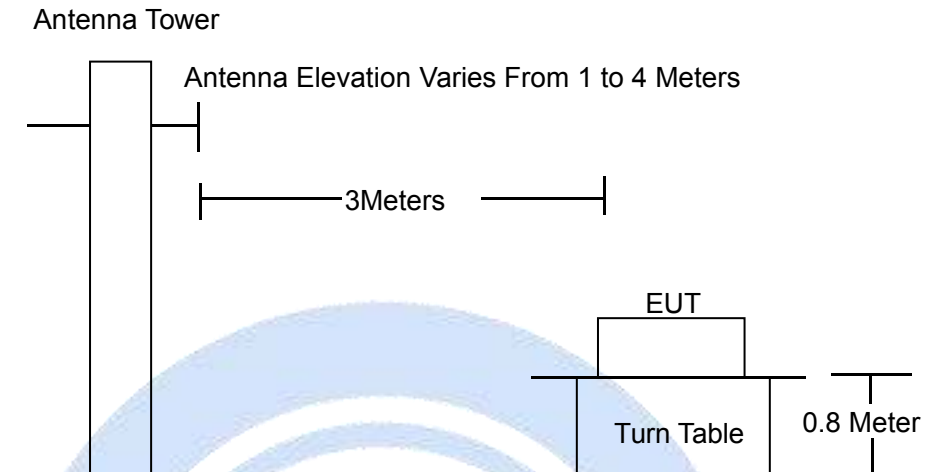 Antenna Tower
Antenna Elevation Varies From 1 to 4 Meters
3Meters
EUT
Turn Table
0.8 Meter